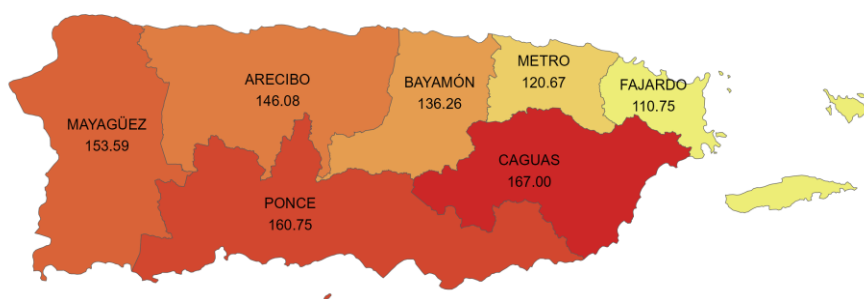 METRO
120.67
ARECIBO
146.08
BAYAMÓN
136.26
FAJARDO
110.75
MAYAGÜEZ
153.59
CAGUAS
167.00
PONCE
160.75